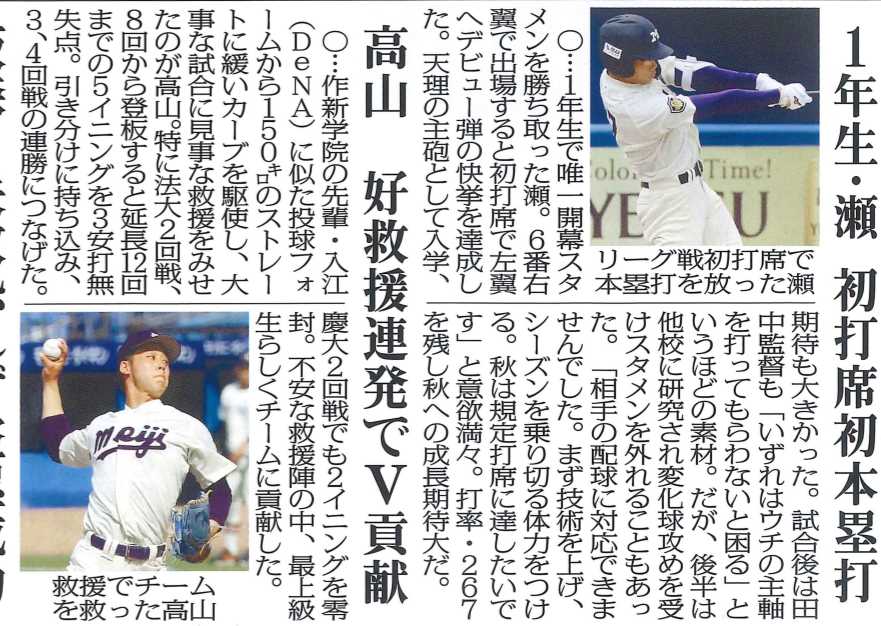 1年生・瀬 初打席初本塁打
〇…1年生で唯一開幕スタ
メンを勝ち取った瀬。6番右
翼で出場すると初打席で左翼
へデビュー弾の快挙を達成し
た。天理の主砲として入学、
期待も大きかった。試合後は田
中監督も「いずれはウチの主軸
を打ってもらわないと困る」と
いうほどの素材。だが、後半は
他校に研究され変化球攻めを受
けスタメンを外れることもあっ
た。「相手の配球に対応できま
せんでした。まず技術を上げ、
シーズンを乗り切る体力をつけ
る。秋は規定打席に達したいで
す」と意欲満々。打率・267
を残し秋への成長期待大だ。
M
Time!
リーグ戦初打席で
本塁打を放った瀬
高山 好救援連発でV貢献
〇…作新学院の先輩・入江
(DeNA)に似た投球フォ
ームから150㌔のストレー
トに緩いカーブを駆使し、大
事な試合に見事な救援をみせ
たのが高山。特に法大2回戦、
8回から登板すると延長12回
までの5イニングを3安打無
失点。引き分けに持ち込み、
3、4回戦の連勝につなげた。
慶大2回戦でも2イニングを零
封。不安な救援陣の中、最上級
生らしくチームに貢献した。
Meiji
救援でチーム
を救った高山